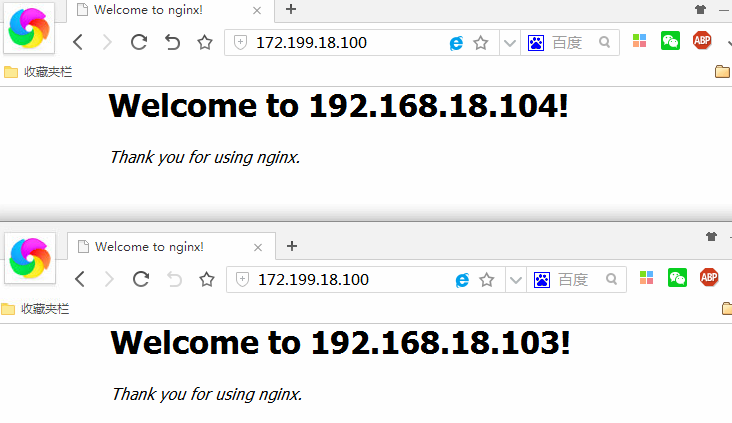 Welcome to nginx!
172.199.18.100
百度
ABP
收藏夹栏
Welcome to 192.168.18.104!
Thank you for using nginx.
Welcome to nginx!
172.199.18.100
百度
ABP
收藏夹栏
Welcome to 192.168.18.103!
Thank you for using nginx.